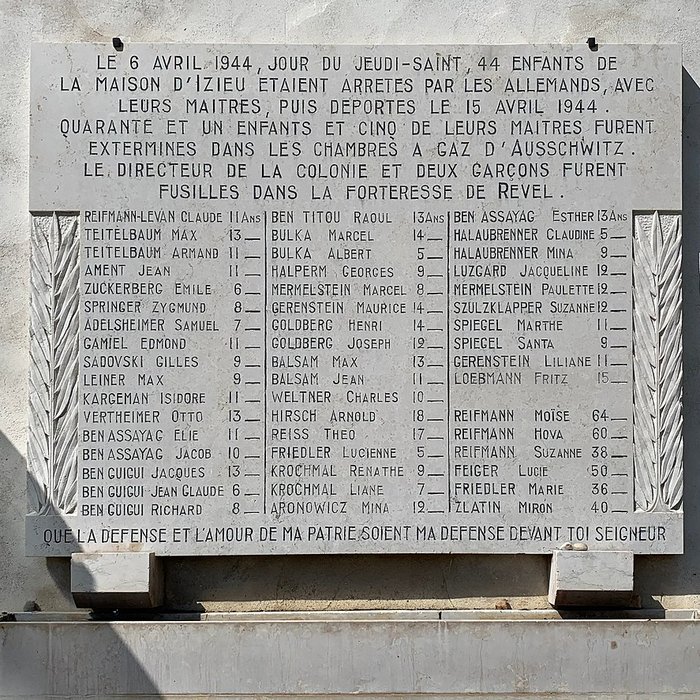 LE 6 AVRIL 1944, JOUR DU JEUDI-SAINT, 44 ENFANTS DE
LA MAISON D'IZIEU ETAIENT ARRETES PAR LES ALLEMANDS, AVEC
LEURS MAITRES, PUIS DEPORTES LE 15 AVRIL 1944.
QUARANTE ET UN ENFANTS ET CINQ DE LEURS MAITRES FURENT
EXTERMINES DANS LES CHAMBRES A GAZ D'AUSSCHWITZ.
LE DIRECTEUR DE LA COLONIE ET DEUX GARÇONS FURENT
FUSILLES DANS LA FORTERESSE DE REVEL.
REIFMANN-LEVAN CLAUDE 11 ANS
TEITELBAUM MAX 13
TEITELBAUM ARMAND 11
AMENT JEAN 11
ZUCKERBERG EMILE 6
SPRINGER ZYGMUND 8
ADELSHEIMER SAMUEL 7
GAMIEL EDMOND 11
SADOVSKI GILLES 9
LEINER MAX 9
KARGEMAN ISIDORE 11
VERTHEIMER OTTO 13
BEN ASSAYAG ELIE 11
BEN ASSAYAG JACOB 10
BEN GUIGUI JACQUES 13
BEN GUIGUI JEAN CLAUDE 6
BEN GUIGUI RICHARD 8
BEN TITOU RAOUL 13 ANS
BULKA MARCEL 14
BULKA ALBERT 5
HALPERM GEORGES 9
MERMELSTEIN MARCEL 8
GERENSTEIN MAURICE 14
GOLDBERG HENRI 14
GOLDBERG JOSEPH 12
BALSAM MAX 13
BALSAM JEAN 11
WELTNER CHARLES 10
HIRSCH ARNOLD 18
REISS THEO 17
FRIEDLER LUCIENNE 5
KROCHMAL RENATHE 9
KROCHMAL LIANE 7
ARONOWICZ MINA 12
BEN ASSAYAG ESTHER 13 ANS
HALAUBRENNER CLAUDINE 5
HALAUBRENNER MINA 9
LUZGARD JACQUELINE 12
MERMELSTEIN PAULETTE 12
SZULZKLAPPER SUZANNE 12
SPIEGEL MARTHE 11
SPIEGEL SANTA 9
GERENSTEIN LILIANE 11
LOEBMANN FRITZ 15
REIFMANN MOÏSE 64
REIFMANN HOVA 60
REIFMANN SUZANNE 38
FEIGER LUCIE 50
FRIEDLER MARIE 36
ZLATIN MIRON 40
QUE LA DEFENSE ET L'AMOUR DE MA PATRIE SOIENT MA DEFENSE DEVANT TOI SEIGNEUR